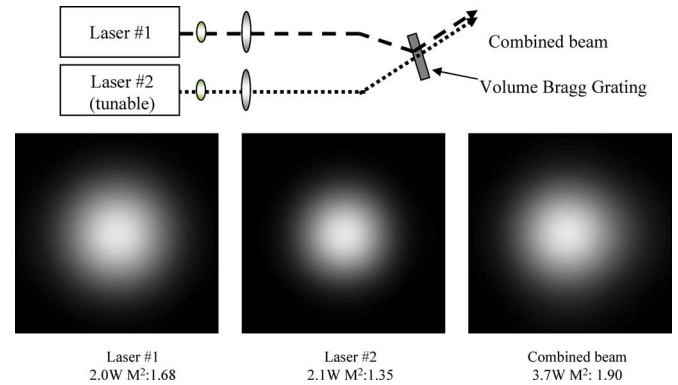 Laser #1
Laser #2
(tunable)
Combined beam
Volume Bragg Grating
Laser #1
2.0W M²:1.68
Laser #2
2.1W M²:1.35
Combined beam
3.7W M²: 1.90